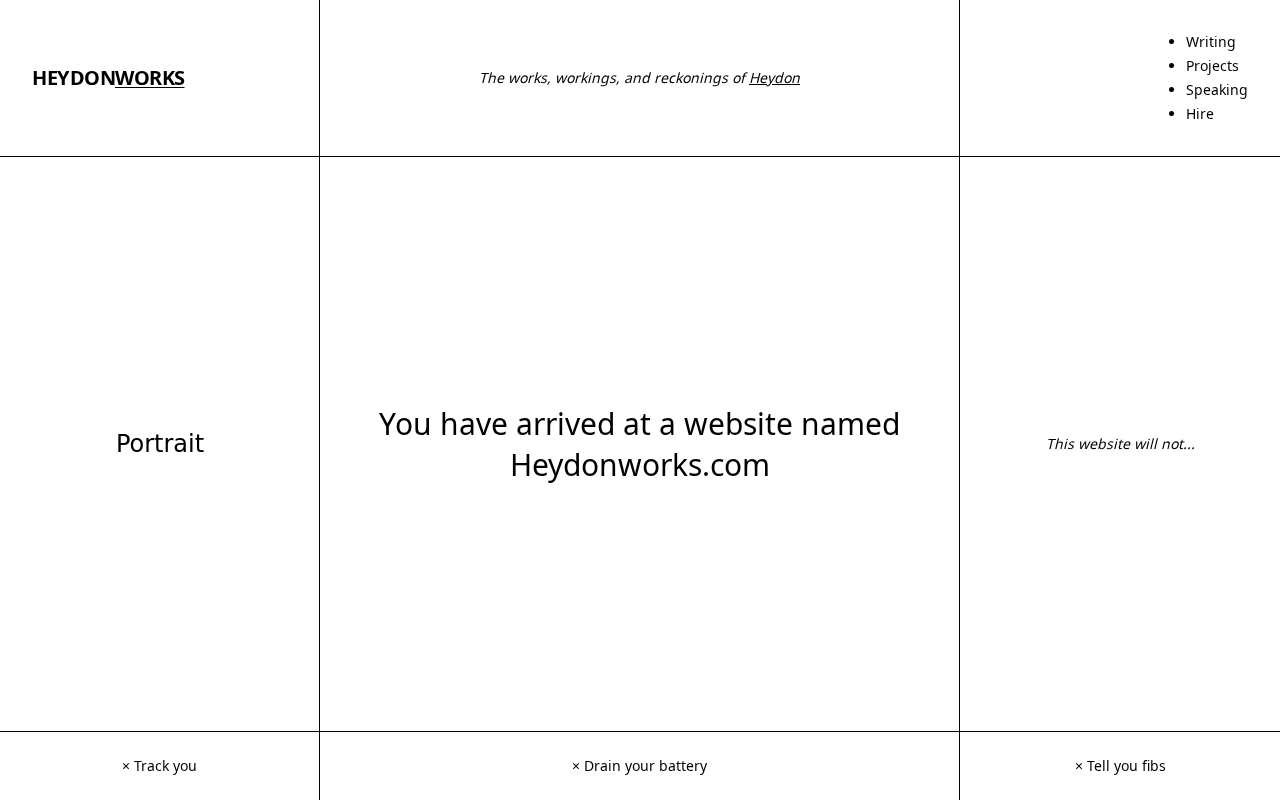 HEYDONWORKS
The works, workings, and reckonings of Heydon
• Writing
• Projects
• Speaking
• Hire
Portrait
You have arrived at a website named
Heydonworks.com
This website will not...
× Track you
× Drain your battery
× Tell you fibs